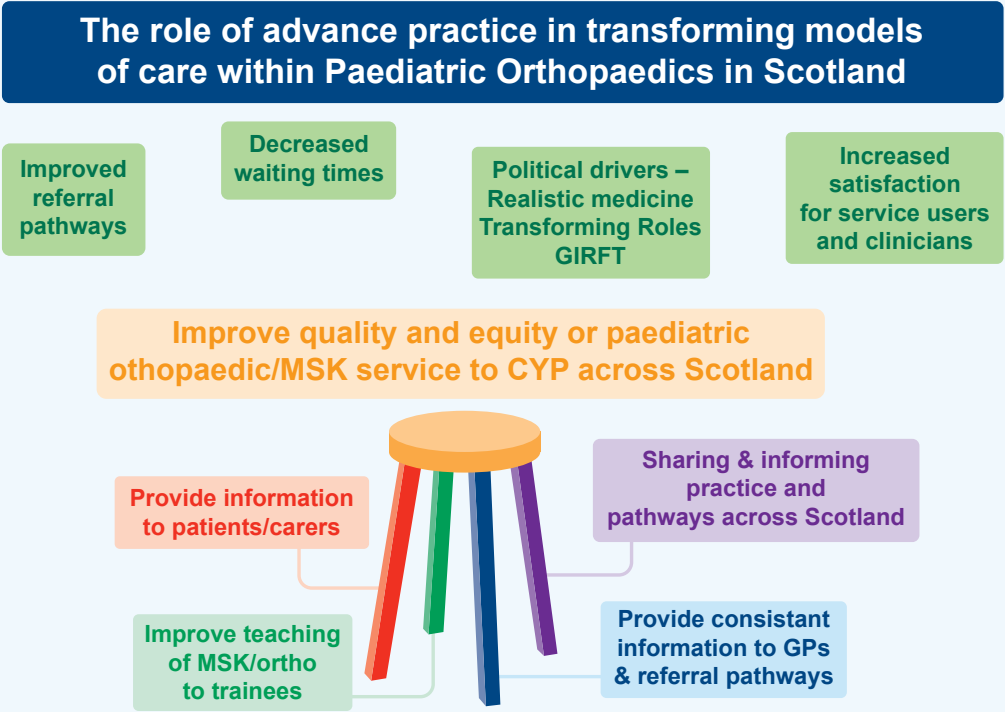 The role of advance practice in transforming models
of care within Paediatric Orthopaedics in Scotland
Improved
referral
pathways
Decreased
waiting times
Political drivers –
Realistic medicine
Transforming Roles
GIRFT
Increased
satisfaction
for service users
and clinicians
Improve quality and equity or paediatric
othopaedic/MSK service to CYP across Scotland
Provide information
to patients/carers
Sharing & informing
practice and
pathways across Scotland
Improve teaching
of MSK/ortho
to trainees
Provide consistant
information to GPs
& referral pathways